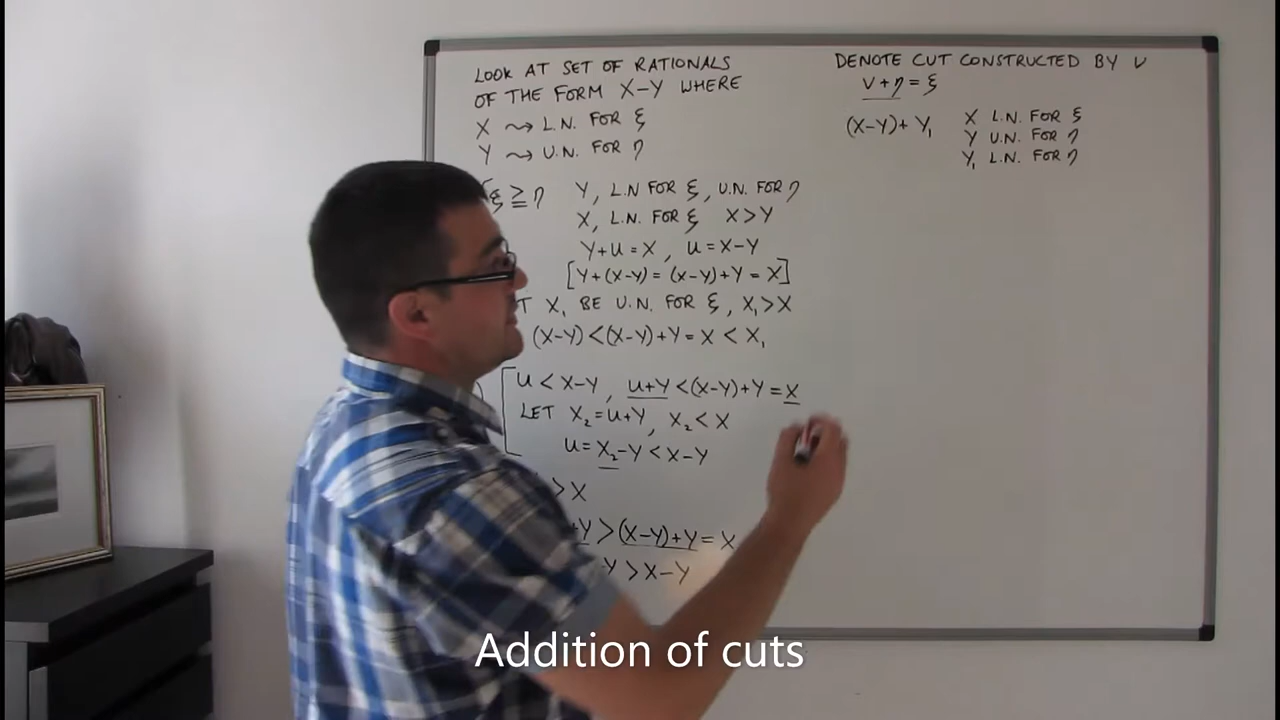 LOOK AT SET OF RATIONALS
OF THE FORM X-Y WHERE
X ⤳ L.N. FOR ξ
Y ⤳ U.N. FOR η
ξ ≧ η Y, L.N FOR ξ, U.N. FOR η
X, L.N. FOR ξ X>Y
Y+U=X, U=X-Y
[Y+(X-Y)=(X-Y)+Y=X]
X₁ BE U.N. FOR ξ, X₁>X
(X-Y)<(X-Y)+Y=X<X₁
U<X-Y, U+Y<(X-Y)+Y=X
LET X₂=U+Y, X₂<X
U=X₂-Y<X-Y
>X
+Y>(X-Y)+Y=X
Y>X-Y
DENOTE CUT CONSTRUCTED BY ν
ν+η=ξ
(X-Y)+Y₁ X L.N. FOR ξ
Y U.N. FOR η
Y₁ L.N. FOR η
Addition of cuts